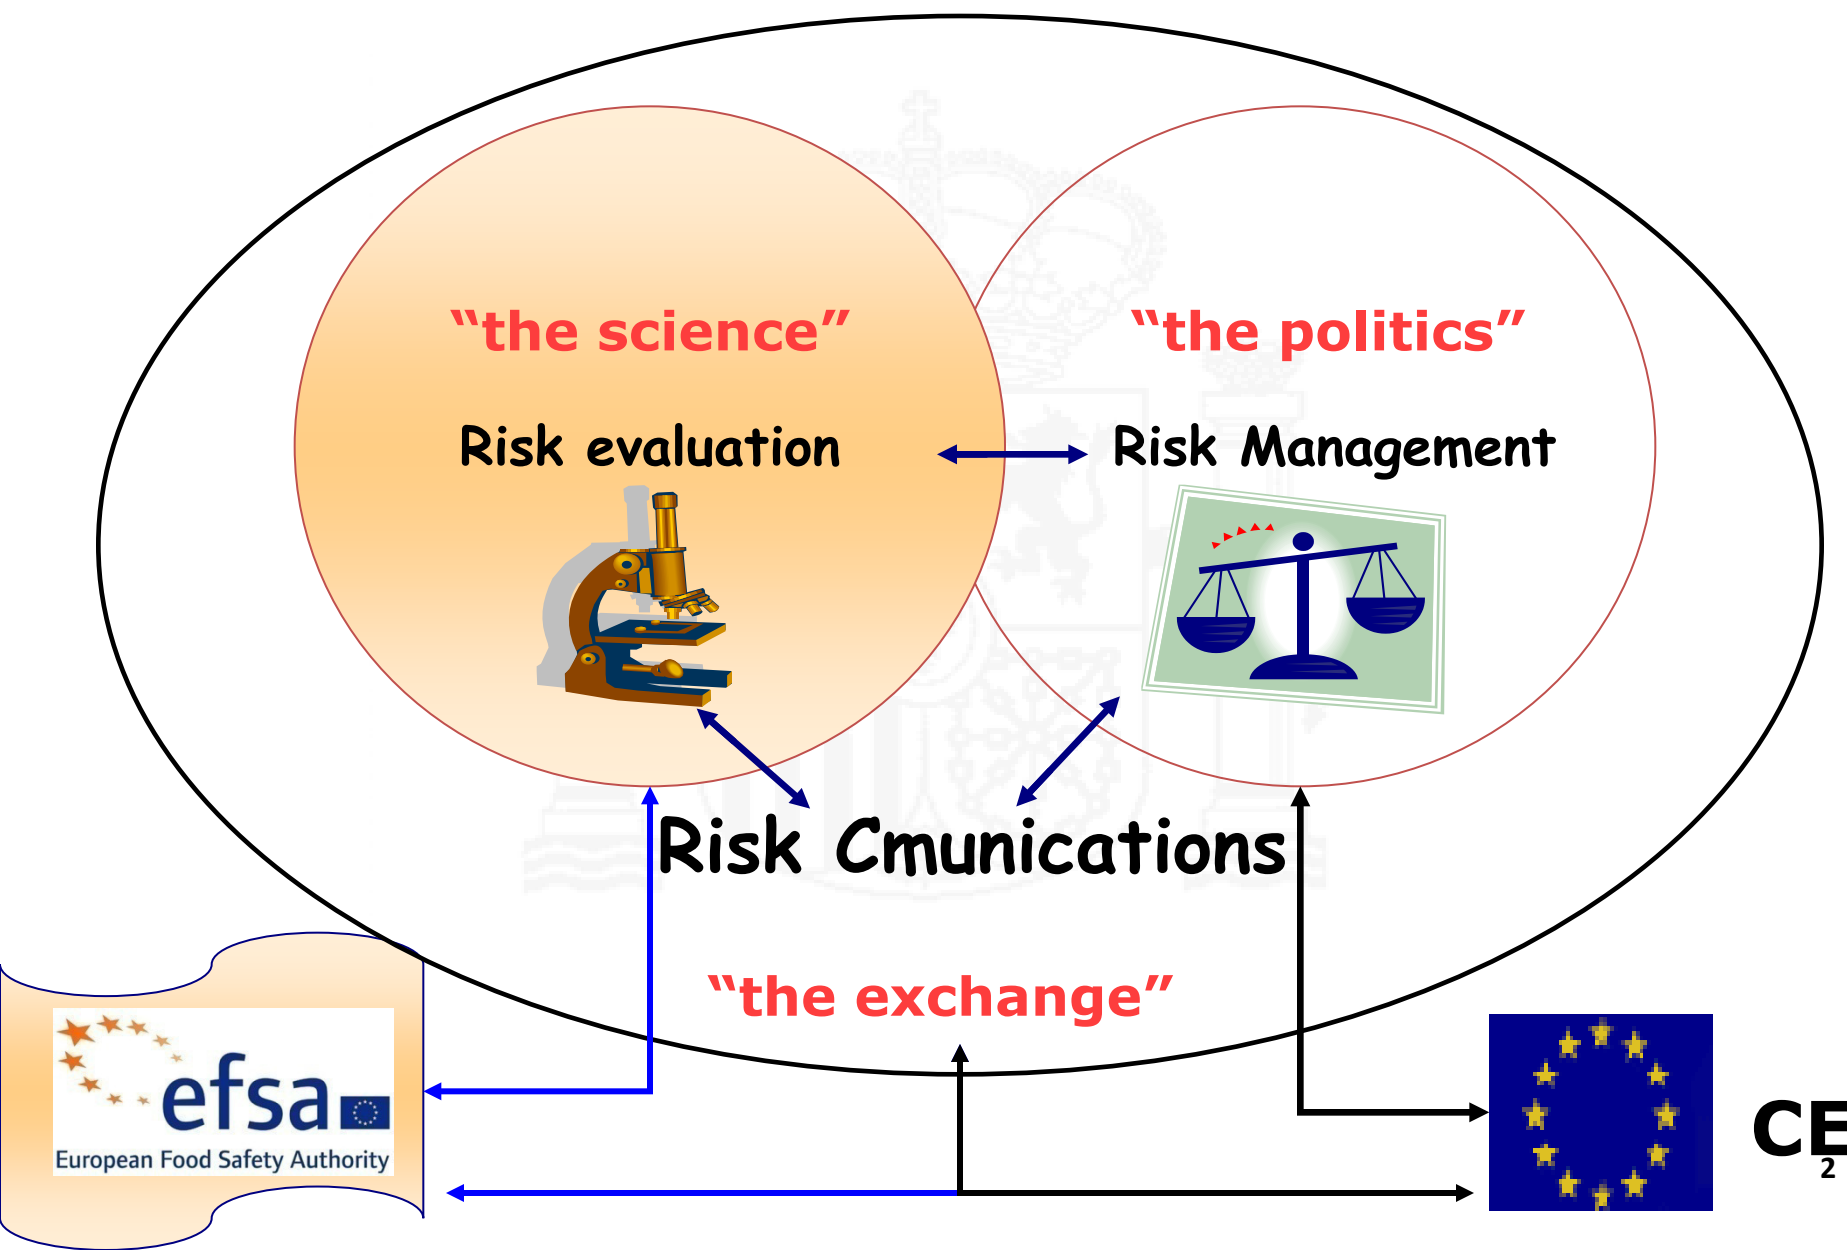 “the science”
“the politics”
Risk evaluation
Risk Management
Risk Cmunications
“the exchange”
efsa
European Food Safety Authority
CE
2